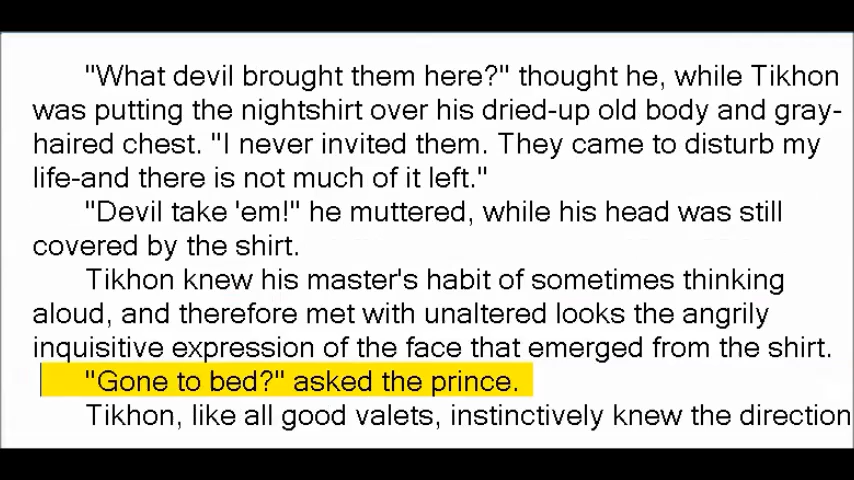 "What devil brought them here?" thought he, while Tikhon
was putting the nightshirt over his dried-up old body and gray-
haired chest. "I never invited them. They came to disturb my
life-and there is not much of it left."
"Devil take 'em!" he muttered, while his head was still
covered by the shirt.
Tikhon knew his master's habit of sometimes thinking
aloud, and therefore met with unaltered looks the angrily
inquisitive expression of the face that emerged from the shirt.
"Gone to bed?" asked the prince.
Tikhon, like all good valets, instinctively knew the direction